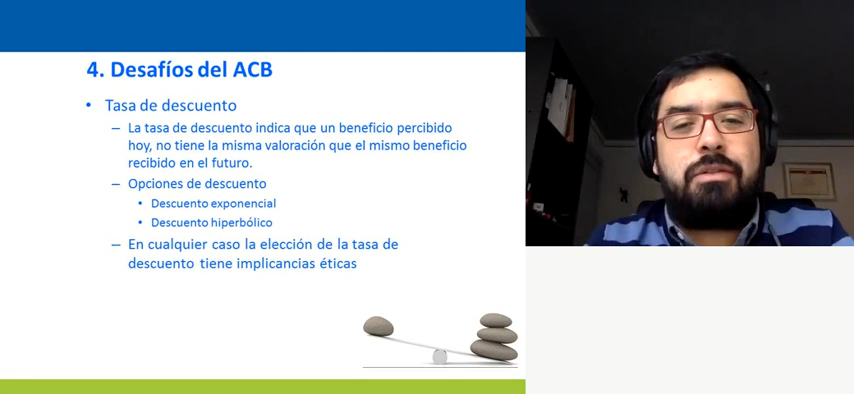 4. Desafíos del ACB
• Tasa de descuento
– La tasa de descuento indica que un beneficio percibido
hoy, no tiene la misma valoración que el mismo beneficio
recibido en el futuro.
– Opciones de descuento
• Descuento exponencial
• Descuento hiperbólico
– En cualquier caso la elección de la tasa de
descuento tiene implicancias éticas